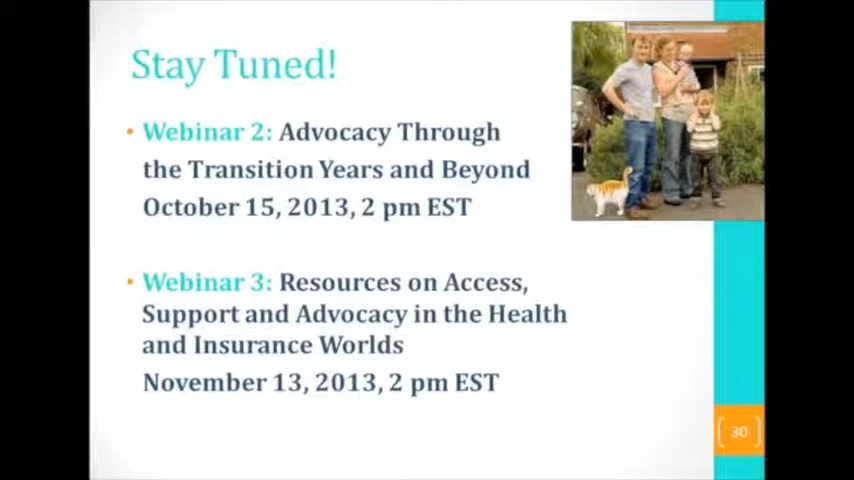 Stay Tuned!
• Webinar 2: Advocacy Through
the Transition Years and Beyond
October 15, 2013, 2 pm EST
• Webinar 3: Resources on Access,
Support and Advocacy in the Health
and Insurance Worlds
November 13, 2013, 2 pm EST
30